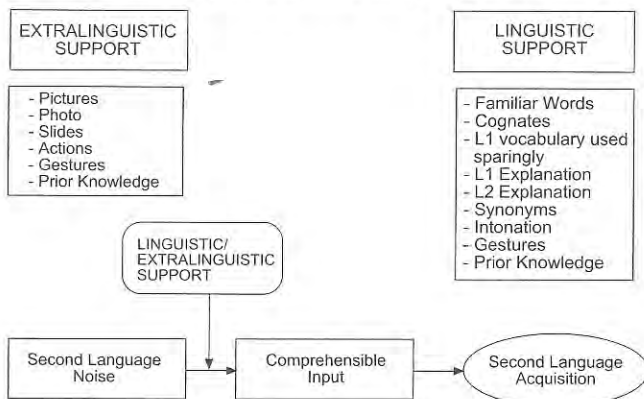 EXTRALINGUISTIC
SUPPORT
- Pictures
- Photo
- Slides
- Actions
- Gestures
- Prior Knowledge
LINGUISTIC
SUPPORT
- Familiar Words
- Cognates
- L1 vocabulary used
sparingly
- L1 Explanation
- L2 Explanation
- Synonyms
- Intonation
- Gestures
- Prior Knowledge
LINGUISTIC/
EXTRALINGUISTIC
SUPPORT
Second Language
Noise
Comprehensible
Input
Second Language
Acquisition